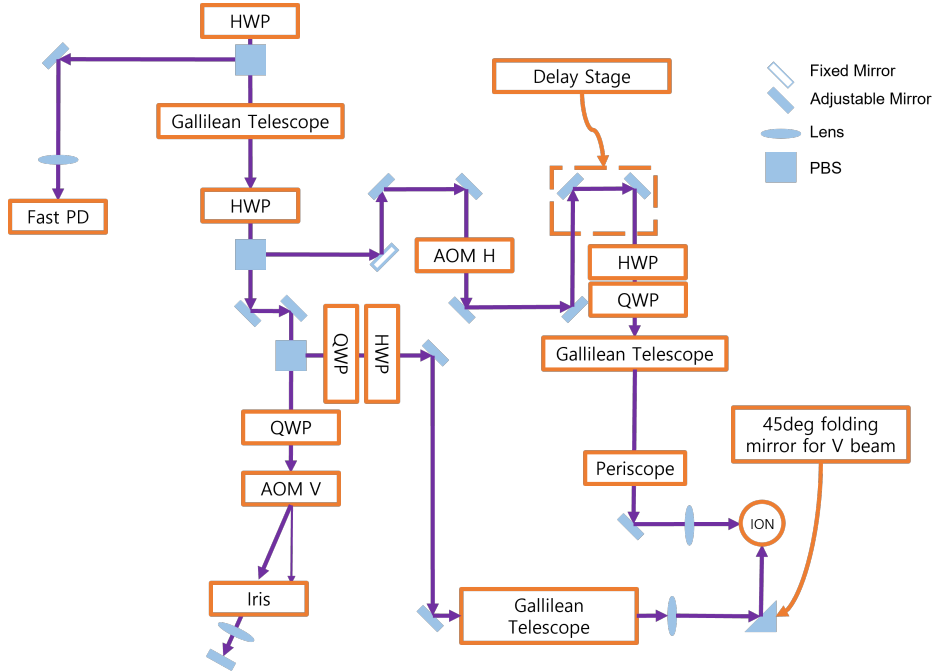 HWP
Delay Stage
Fixed Mirror
Adjustable Mirror
Lens
PBS
Gallilean Telescope
HWP
Fast PD
AOM H
HWP
QWP
Gallilean Telescope
QWP
HWP
QWP
45deg folding
mirror for V beam
Periscope
AOM V
ION
Iris
Gallilean
Telescope